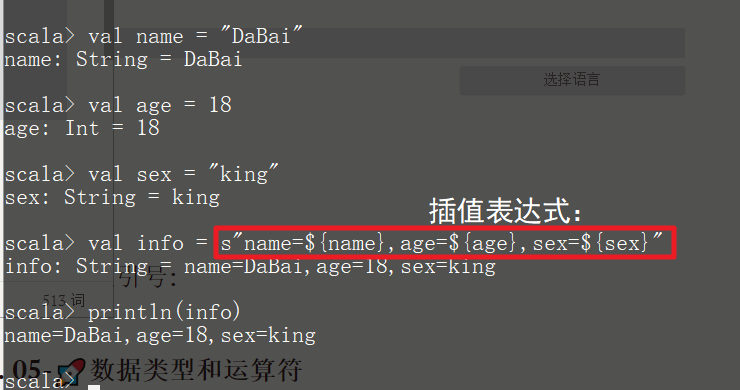 scala> val name = "DaBai"
name: String = DaBai
选择语言
scala> val age = 18
age: Int = 18
scala> val sex = "king"
sex: String = king
插值表达式：
scala> val info = s"name=${name},age=${age},sex=${sex}"
info: String = name=DaBai,age=18,sex=king
引号：
513 词
scala> println(info)
name=DaBai,age=18,sex=king
. 05-🚀数据类型和运算符
scala>